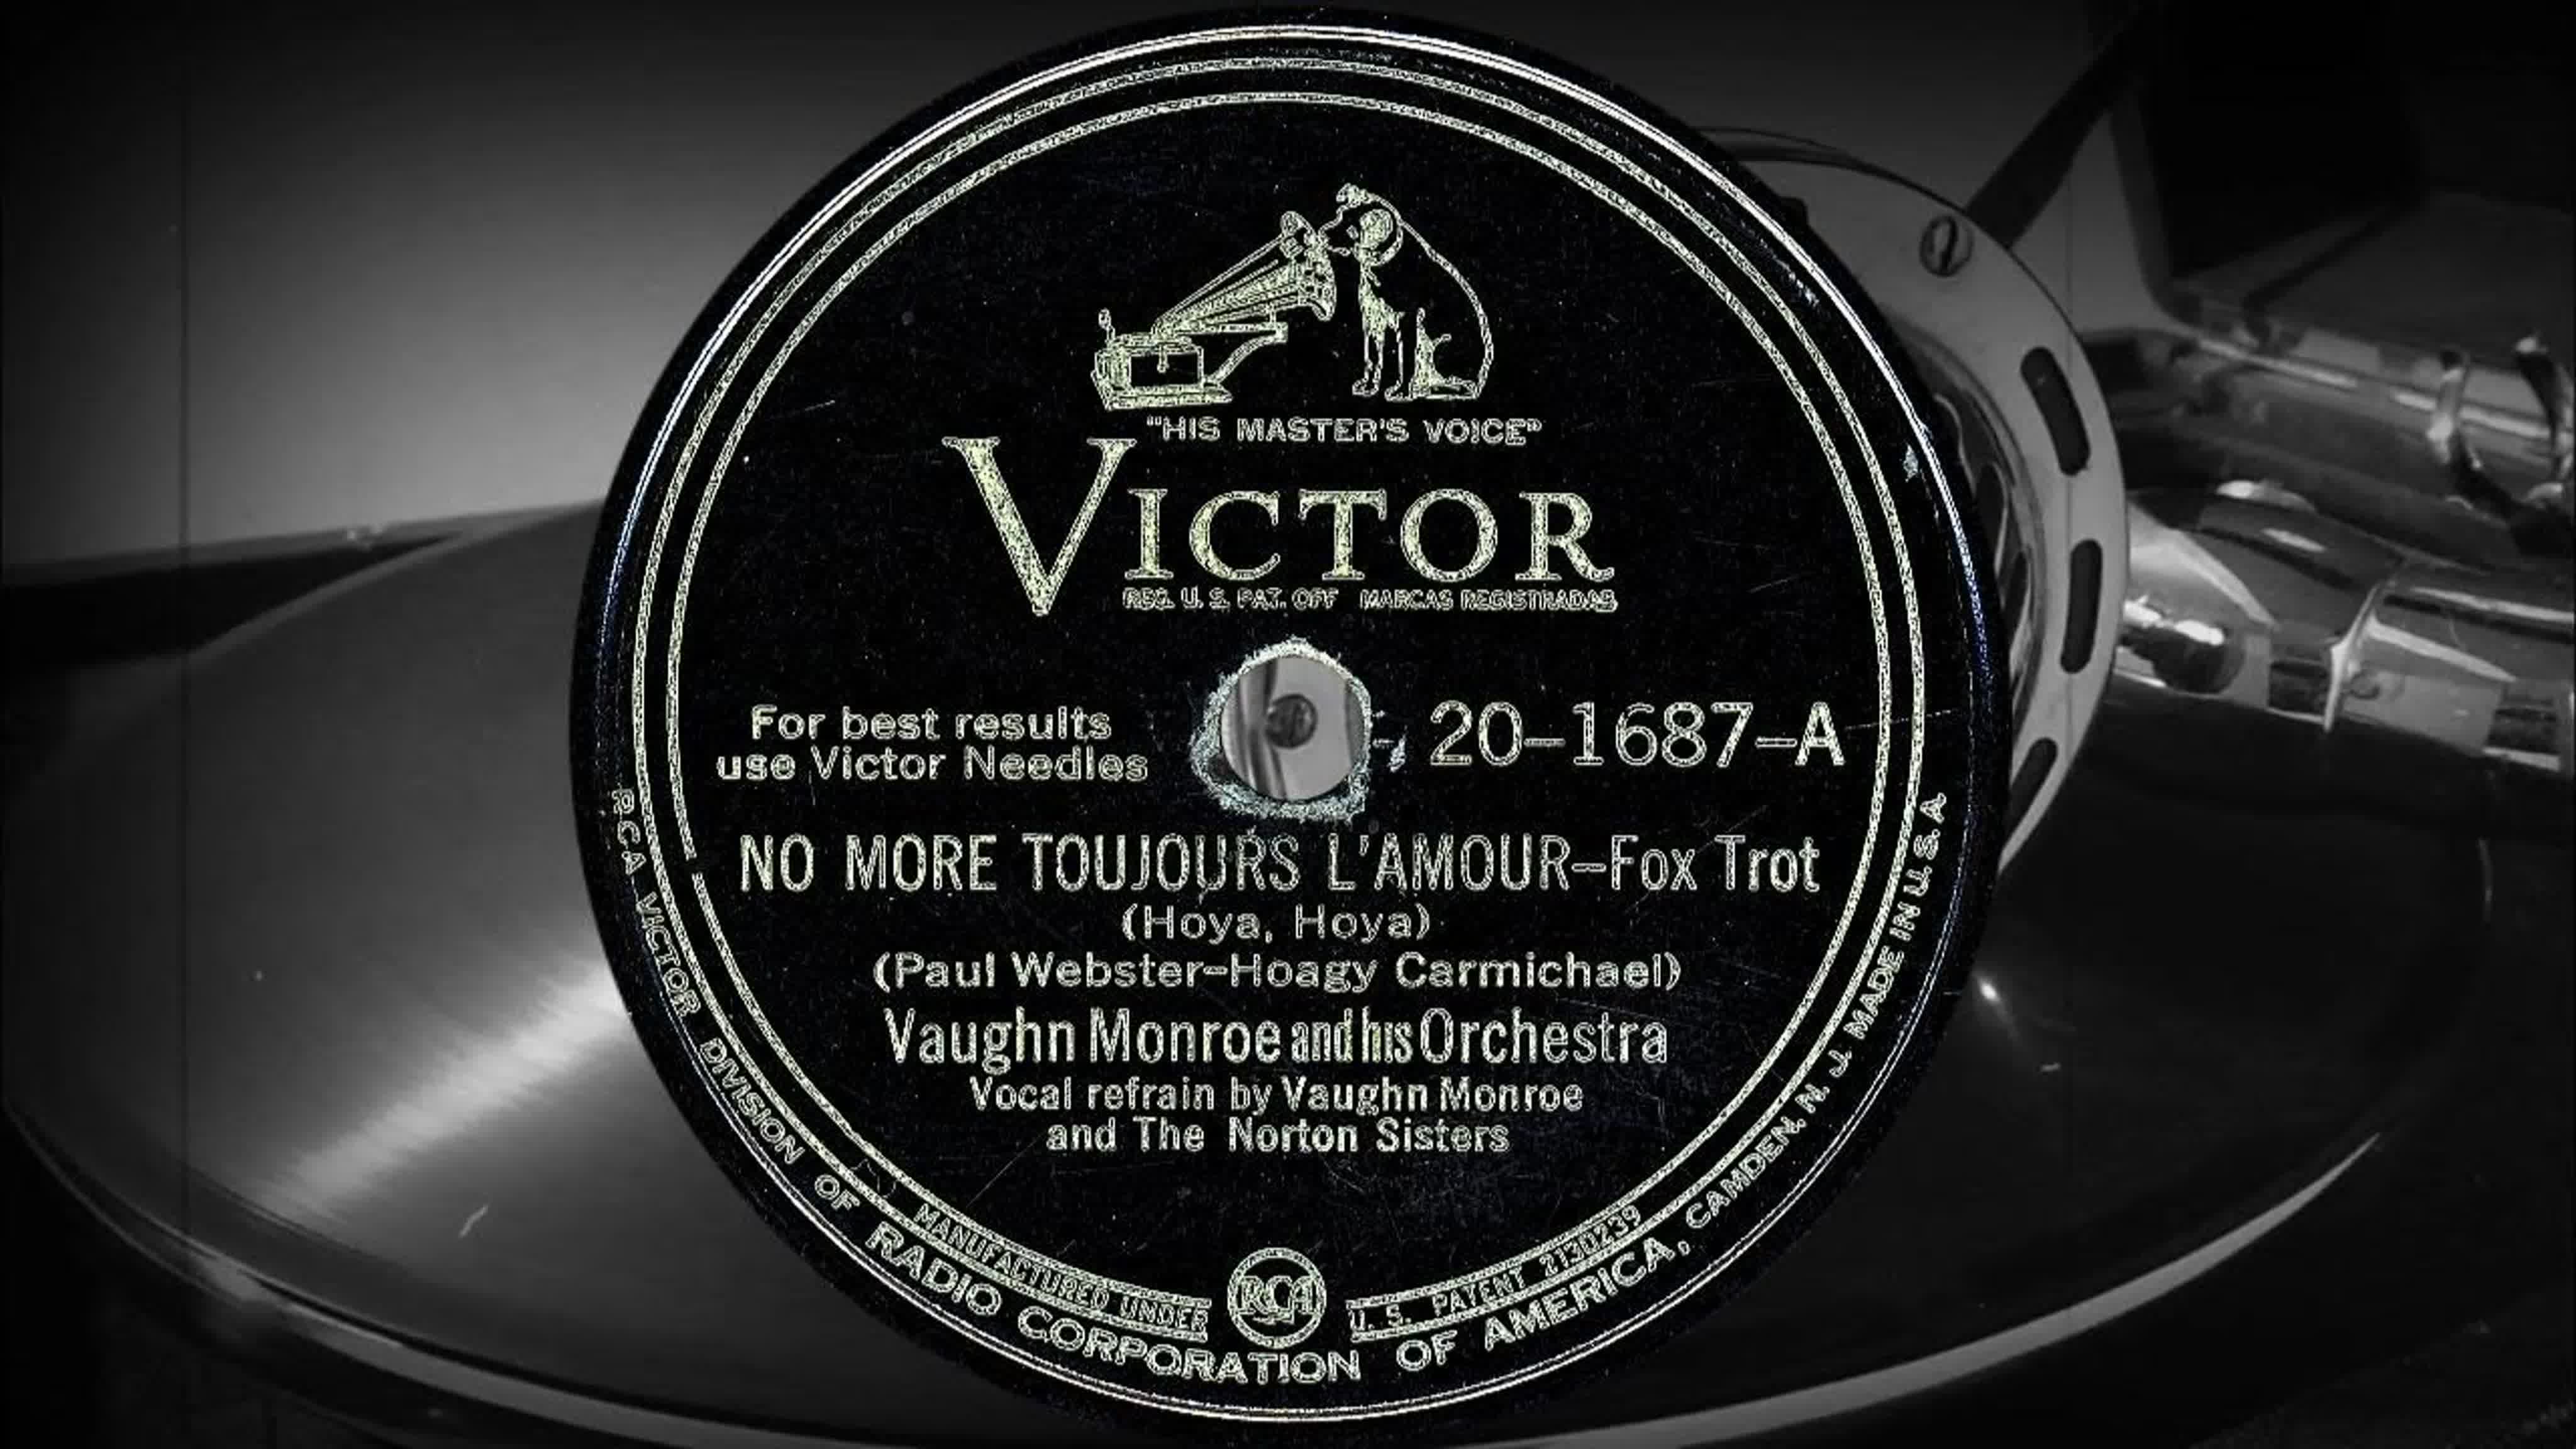 "HIS MASTER'S VOICE"
VICTOR
REG. U. S. PAT. OFF MARCAS REGISTRADAS
For best results
use Victor Needles
20-1687-A
NO MORE TOUJOURS L'AMOUR-Fox Trot
(Hoya, Hoya)
(Paul Webster-Hoagy Carmichael)
Vaughn Monroe and his Orchestra
Vocal refrain by Vaughn Monroe
and The Norton Sisters
MANUFACTURED UNDER RCA U. S. PATENT 2130239
RCA VICTOR DIVISION OF RADIO CORPORATION OF AMERICA, CAMDEN, N. J. MADE IN U.S.A.